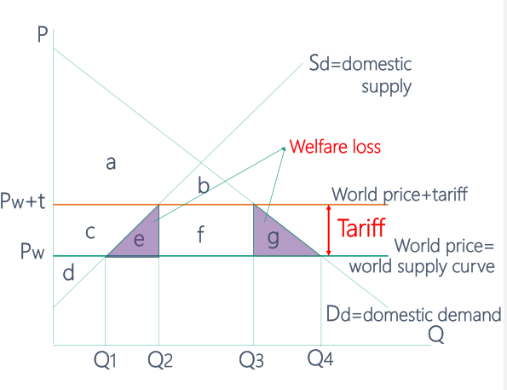 P
Sd=domestic
supply
Welfare loss
a
b
World price+tariff
Pw+t
Tariff
c
e
f
g
World price=
Pw
world supply curve
d
Dd=domestic demand
Q
Q1
Q2
Q3
Q4